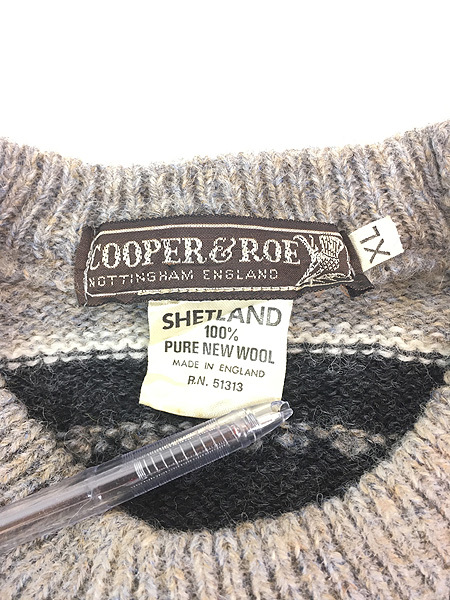 COOPER & ROE
NOTTINGHAM ENGLAND
XL
SHETLAND
100%
PURE NEW WOOL
MADE IN ENGLAND
R.N. 51313